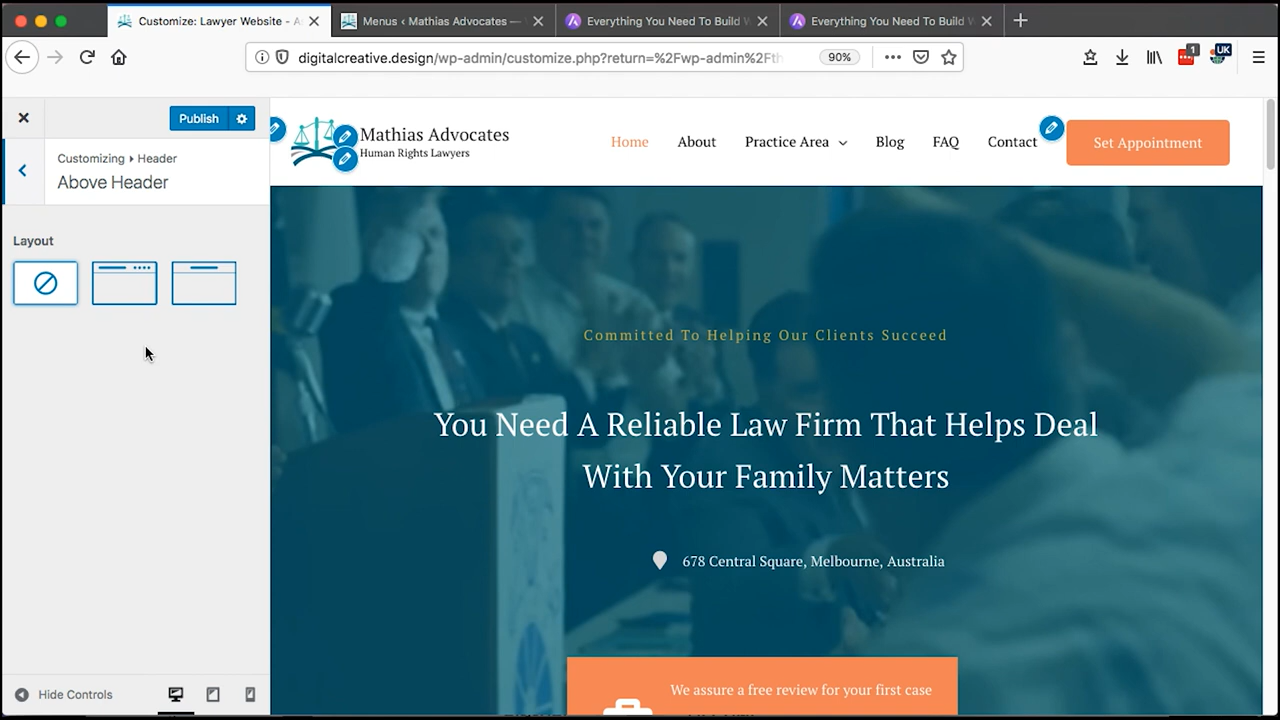 Customize: Lawyer Website - A
Menus ‹ Mathias Advocates —
Everything You Need To Build W
Everything You Need To Build W
digitalcreative.design/wp-admin/customize.php?return=%2Fwp-admin%2Fth
90%
1
UK
Publish
Customizing ▸ Header
Above Header
Layout
Hide Controls
Mathias Advocates
Human Rights Lawyers
Home
About
Practice Area
Blog
FAQ
Contact
Set Appointment
Committed To Helping Our Clients Succeed
You Need A Reliable Law Firm That Helps Deal
With Your Family Matters
678 Central Square, Melbourne, Australia
We assure a free review for your first case